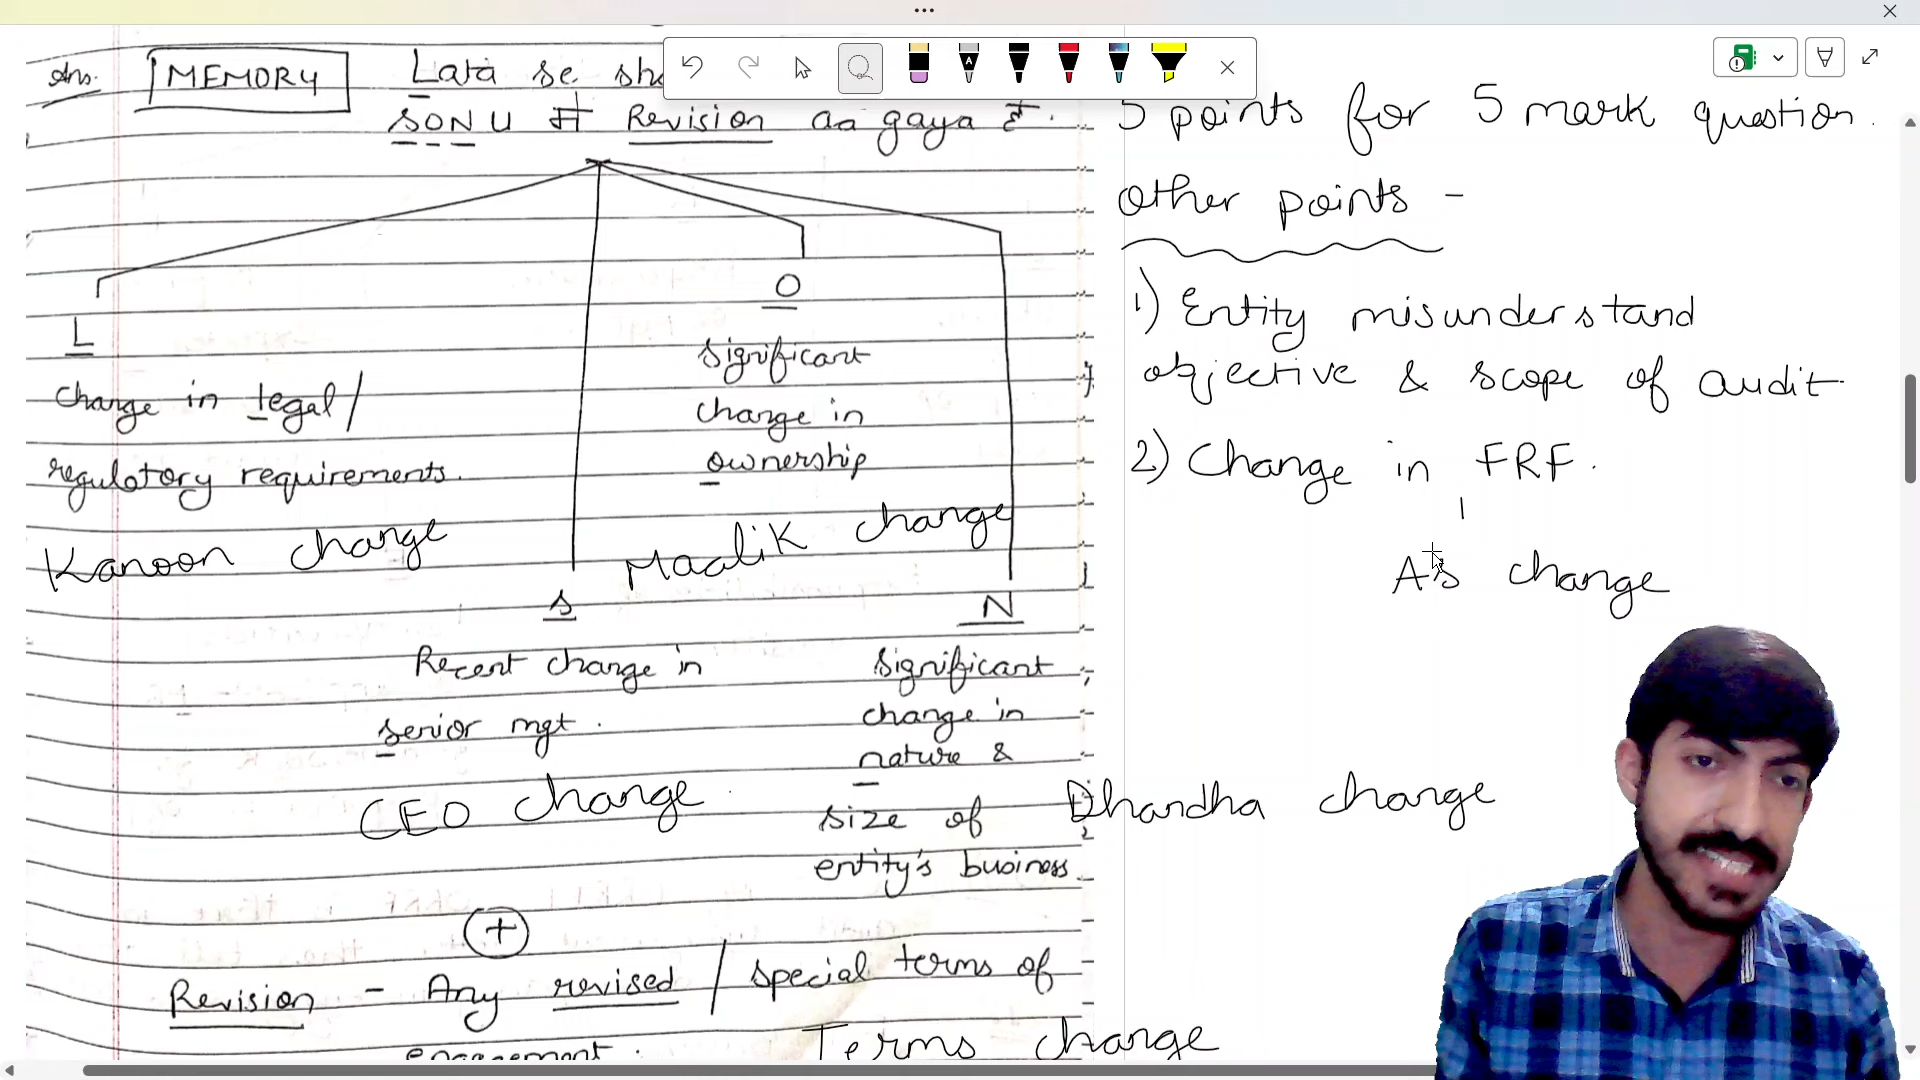 Ans. MEMORY Lata se
SONU का Revision aa gaya है.
L
Change in legal/
regulatory requirements.
Kanoon change
S
Recent change in
senior mgt.
CEO change
O
Significant
change in
ownership
Maalik change
N
Significant
change in
nature &
size of
entity's business.
Dhandha change
+
Revision - Any revised / special terms of
engagement.
Terms change
5 points for 5 mark question.
other points -
1) Entity misunderstand
objective & scope of audit.
2) Change in FRF.
AS change